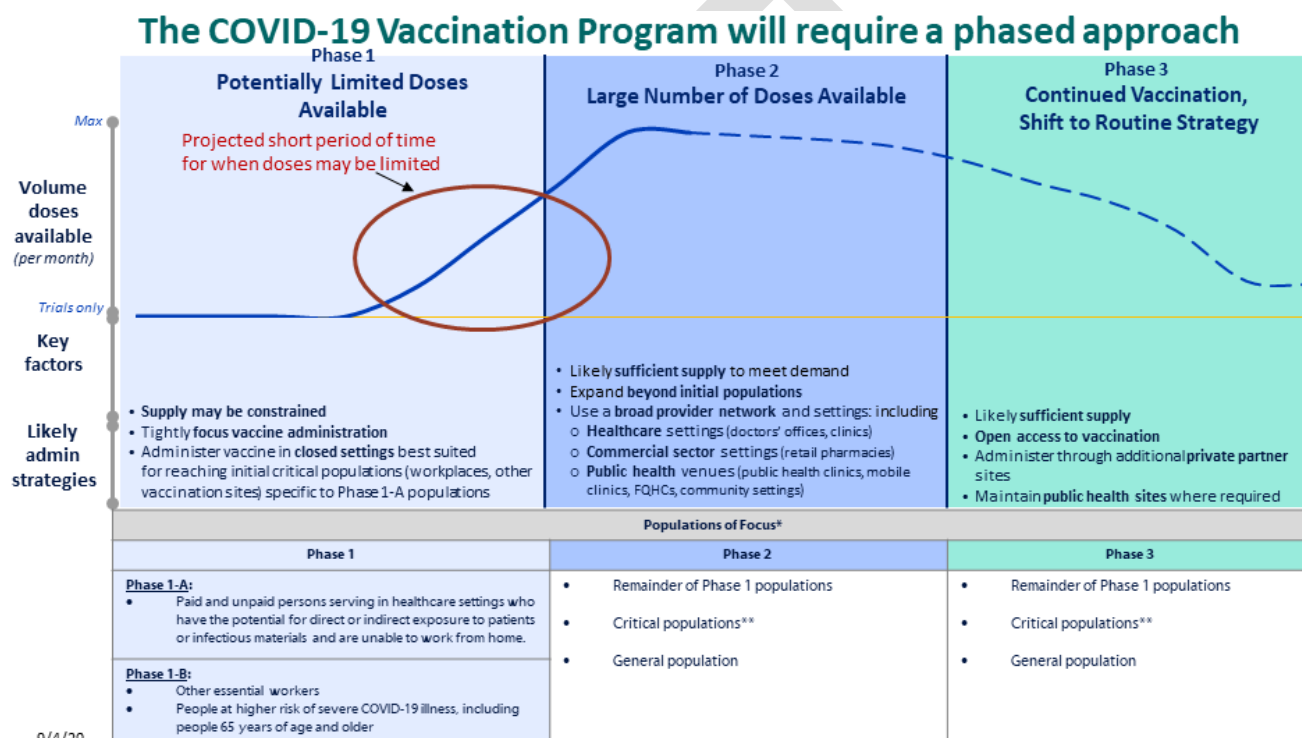 The COVID-19 Vaccination Program will require a phased approach
Phase 1
Potentially Limited Doses
Available
Projected short period of time
for when doses may be limited
Phase 2
Large Number of Doses Available
Phase 3
Continued Vaccination,
Shift to Routine Strategy
Max
Volume
doses
available
(per month)
Trials only
Key
factors
Likely
admin
strategies
• Supply may be constrained
• Tightly focus vaccine administration
• Administer vaccine in closed settings best suited
for reaching initial critical populations (workplaces, other
vaccination sites) specific to Phase 1-A populations
• Likely sufficient supply to meet demand
• Expand beyond initial populations
• Use a broad provider network and settings: including
o Healthcare settings (doctors' offices, clinics)
o Commercial sector settings (retail pharmacies)
o Public health venues (public health clinics, mobile
clinics, FQHCs, community settings)
• Likely sufficient supply
• Open access to vaccination
• Administer through additional private partner
sites
• Maintain public health sites where required
Populations of Focus*
Phase 1
Phase 2
Phase 3
Phase 1-A:
• Paid and unpaid persons serving in healthcare settings who
have the potential for direct or indirect exposure to patients
or infectious materials and are unable to work from home.
Phase 1-B:
• Other essential workers
• People at higher risk of severe COVID-19 illness, including
people 65 years of age and older
• Remainder of Phase 1 populations
• Critical populations**
• General population
• Remainder of Phase 1 populations
• Critical populations**
• General population
9/4/20